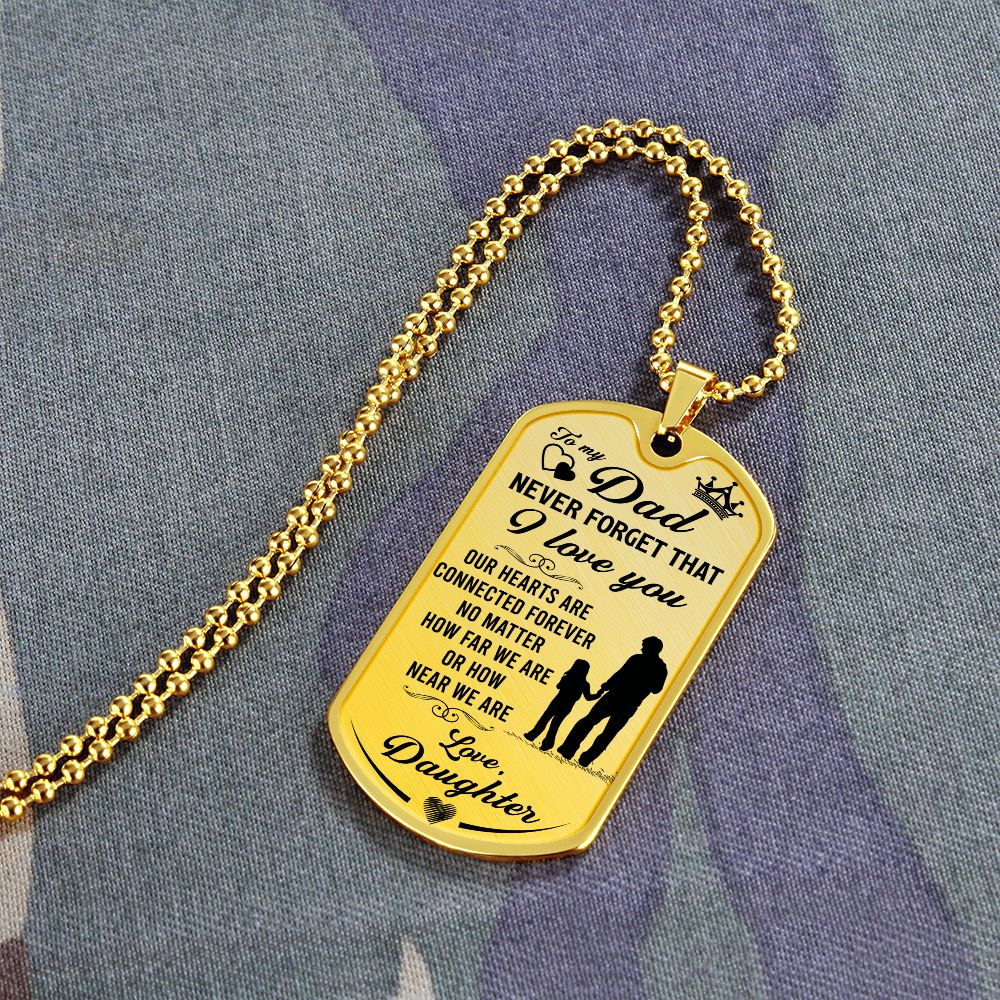 To my
Dad
NEVER FORGET THAT
I love you
OUR HEARTS ARE
CONNECTED FOREVER
NO MATTER
HOW FAR WE ARE
OR HOW
NEAR WE ARE
Love,
Daughter